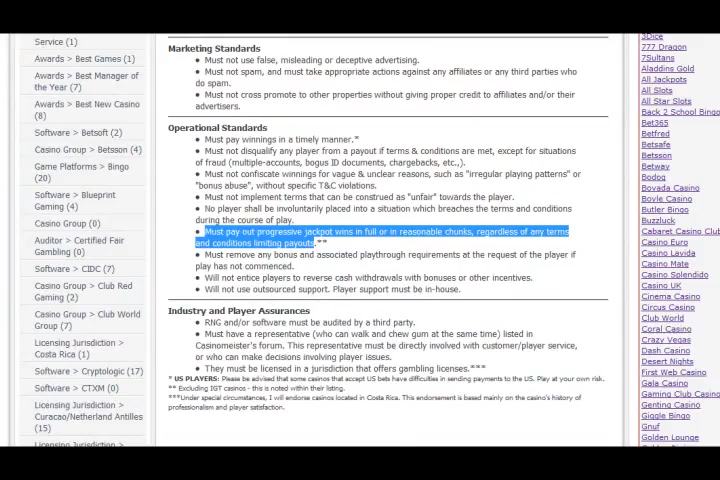 Service (1)
Awards > Best Games (1)
Awards > Best Manager of
the Year (7)
Awards > Best New Casino
(8)
Software > Betsoft (2)
Casino Group > Betsson (4)
Game Platforms > Bingo
(20)
Software > Blueprint
Gaming (4)
Casino Group (0)
Auditor > Certified Fair
Gambling (0)
Software > CIDC (7)
Casino Group > Club Red
Gaming (2)
Casino Group > Club World
Group (7)
Licensing Jurisdiction >
Costa Rica (1)
Software > Cryptologic (17)
Software > CTXM (0)
Licensing Jurisdiction >
Curacao/Netherland Antilles
(15)
Licensing Jurisdiction >
Marketing Standards
• Must not use false, misleading or deceptive advertising.
• Must not spam, and must take appropriate actions against any affiliates or any third parties who
do spam.
• Must not cross promote to other properties without giving proper credit to affiliates and/or their
advertisers.
Operational Standards
• Must pay winnings in a timely manner.*
• Must not disqualify any player from a payout if terms & conditions are met, except for situations
of fraud (multiple-accounts, bogus ID documents, chargebacks, etc.,).
• Must not confiscate winnings for vague & unclear reasons, such as "irregular playing patterns" or
"bonus abuse", without specific T&C violations.
• Must not implement terms that can be construed as "unfair" towards the player.
• No player shall be involuntarily placed into a situation which breaches the terms and conditions
during the course of play.
• Must pay out progressive jackpot wins in full or in reasonable chunks, regardless of any terms
and conditions limiting payouts.**
• Must remove any bonus and associated playthrough requirements at the request of the player if
play has not commenced.
• Will not entice players to reverse cash withdrawals with bonuses or other incentives.
• Will not use outsourced support. Player support must be in-house.
Industry and Player Assurances
• RNG and/or software must be audited by a third party.
• Must have a representative (who can walk and chew gum at the same time) listed in
Casinomeister's forum. This representative must be directly involved with customer/player service,
or who can make decisions involving player issues.
• They must be licensed in a jurisdiction that offers gambling licenses.***
* US PLAYERS: Please be advised that some casinos that accept US bets have difficulties in sending payments to the US. Play at your own risk.
** Excluding IGT casinos - this is noted within their listing.
***Under special circumstances, I will endorse casinos located in Costa Rica. This endorsement is based mainly on the casino's history of
professionalism and player satisfaction.
3Dice
777 Dragon
7Sultans
Aladdins Gold
All Jackpots
All Slots
All Star Slots
Back 2 School Bingo
Bet365
Betfred
Betsafe
Betsson
Betway
Bodog
Bovada Casino
Boyle Casino
Butler Bingo
Buzzluck
Cabaret Casino Club
Casino Euro
Casino Lavida
Casino Mate
Casino Splendido
Casino UK
Cinema Casino
Circus Casino
Club World
Coral Casino
Crazy Vegas
Dash Casino
Desert Nights
First Web Casino
Gala Casino
Gaming Club Casino
Genting Casino
Giggle Bingo
Gnuf
Golden Lounge